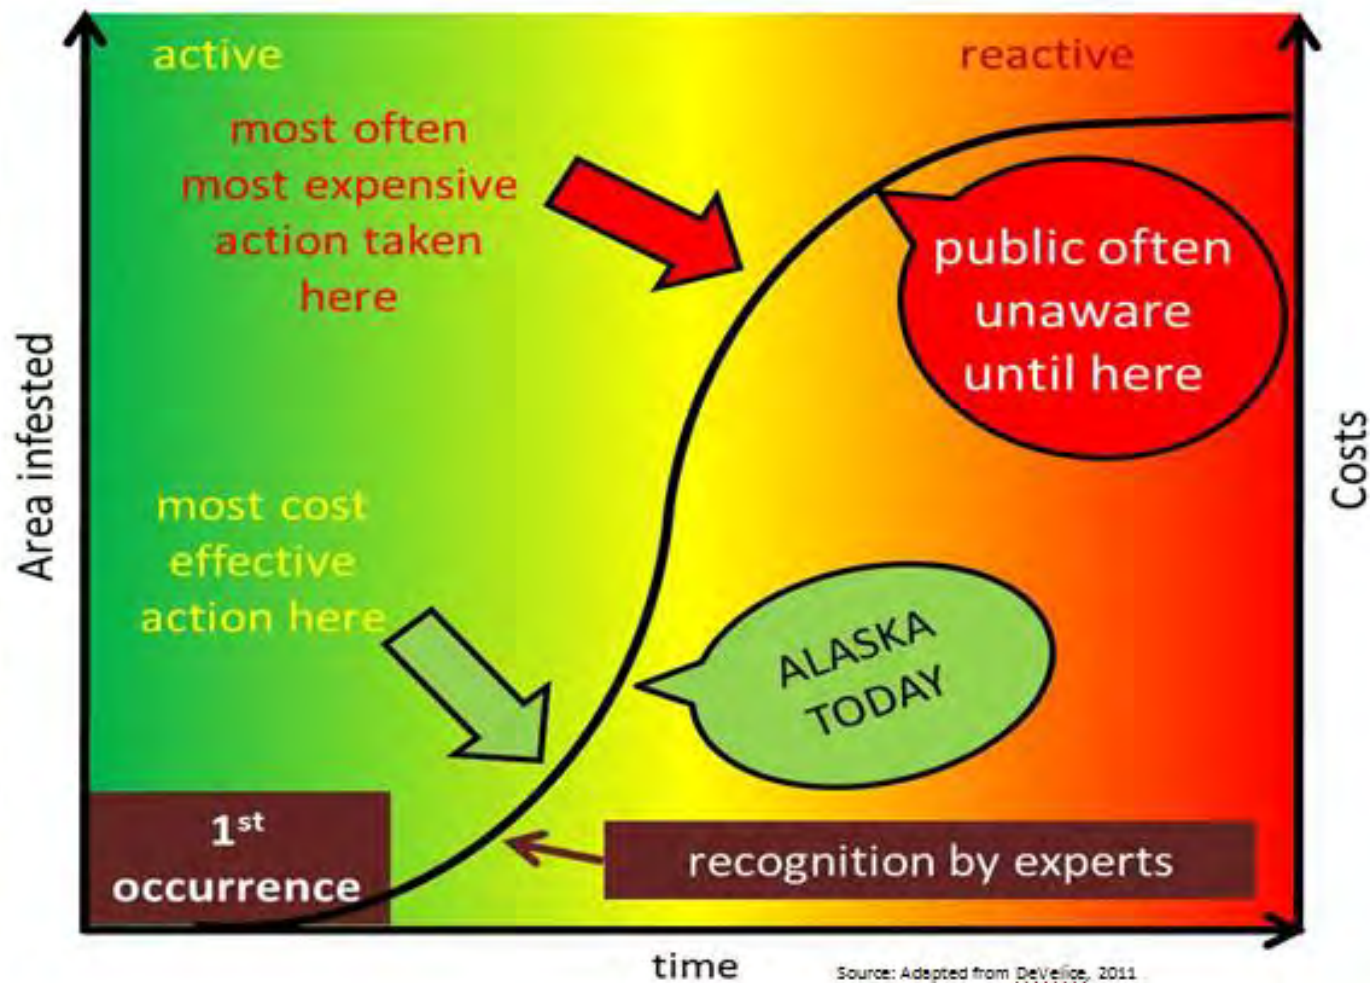 active
reactive
most often
most expensive
action taken
here
public often
unaware
until here
Area infested
Costs
most cost
effective
action here
ALASKA
TODAY
1st
occurrence
recognition by experts
time
Source: Adapted from DeVelice, 2011